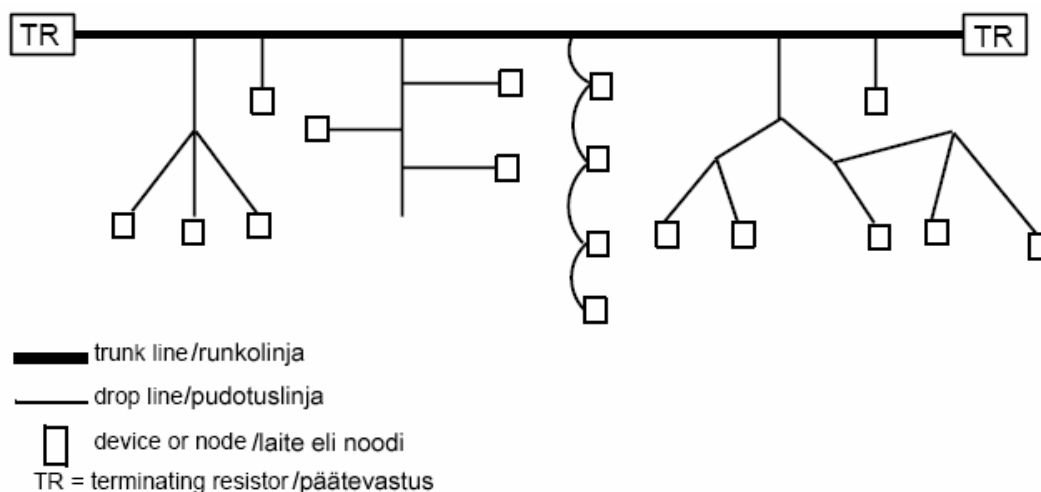 TR TR
trunk line/runkolinja
drop line/pudotuslinja
device or node/laite eli noodi
TR = terminating resistor/päätevastus